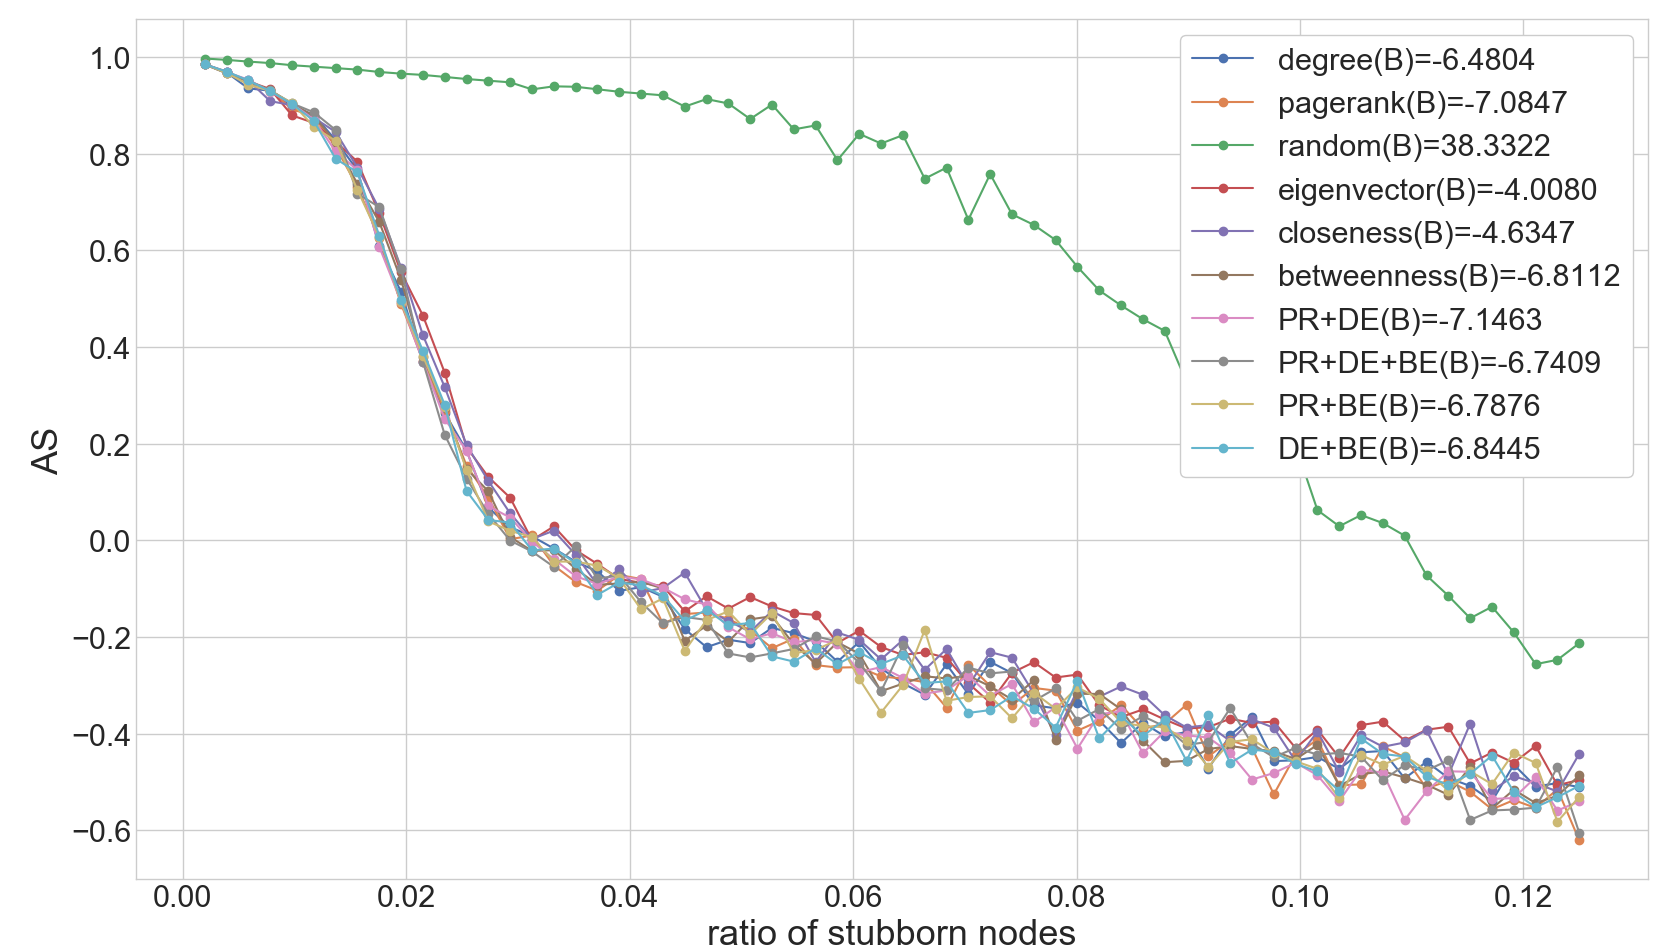 1.0
0.8
0.6
0.4
0.2
0.0
−0.2
−0.4
−0.6
AS
0.00 0.02 0.04 0.06 0.08 0.10 0.12
ratio of stubborn nodes
degree(B)=-6.4804
pagerank(B)=-7.0847
random(B)=38.3322
eigenvector(B)=-4.0080
closeness(B)=-4.6347
betweenness(B)=-6.8112
PR+DE(B)=-7.1463
PR+DE+BE(B)=-6.7409
PR+BE(B)=-6.7876
DE+BE(B)=-6.8445